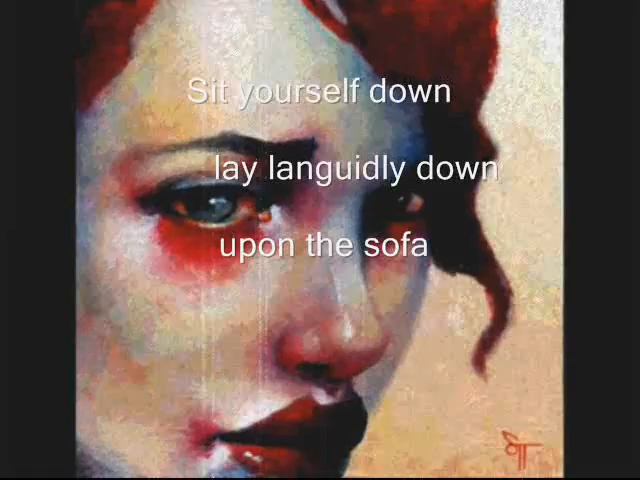 Sit yourself down
lay languidly down
upon the sofa